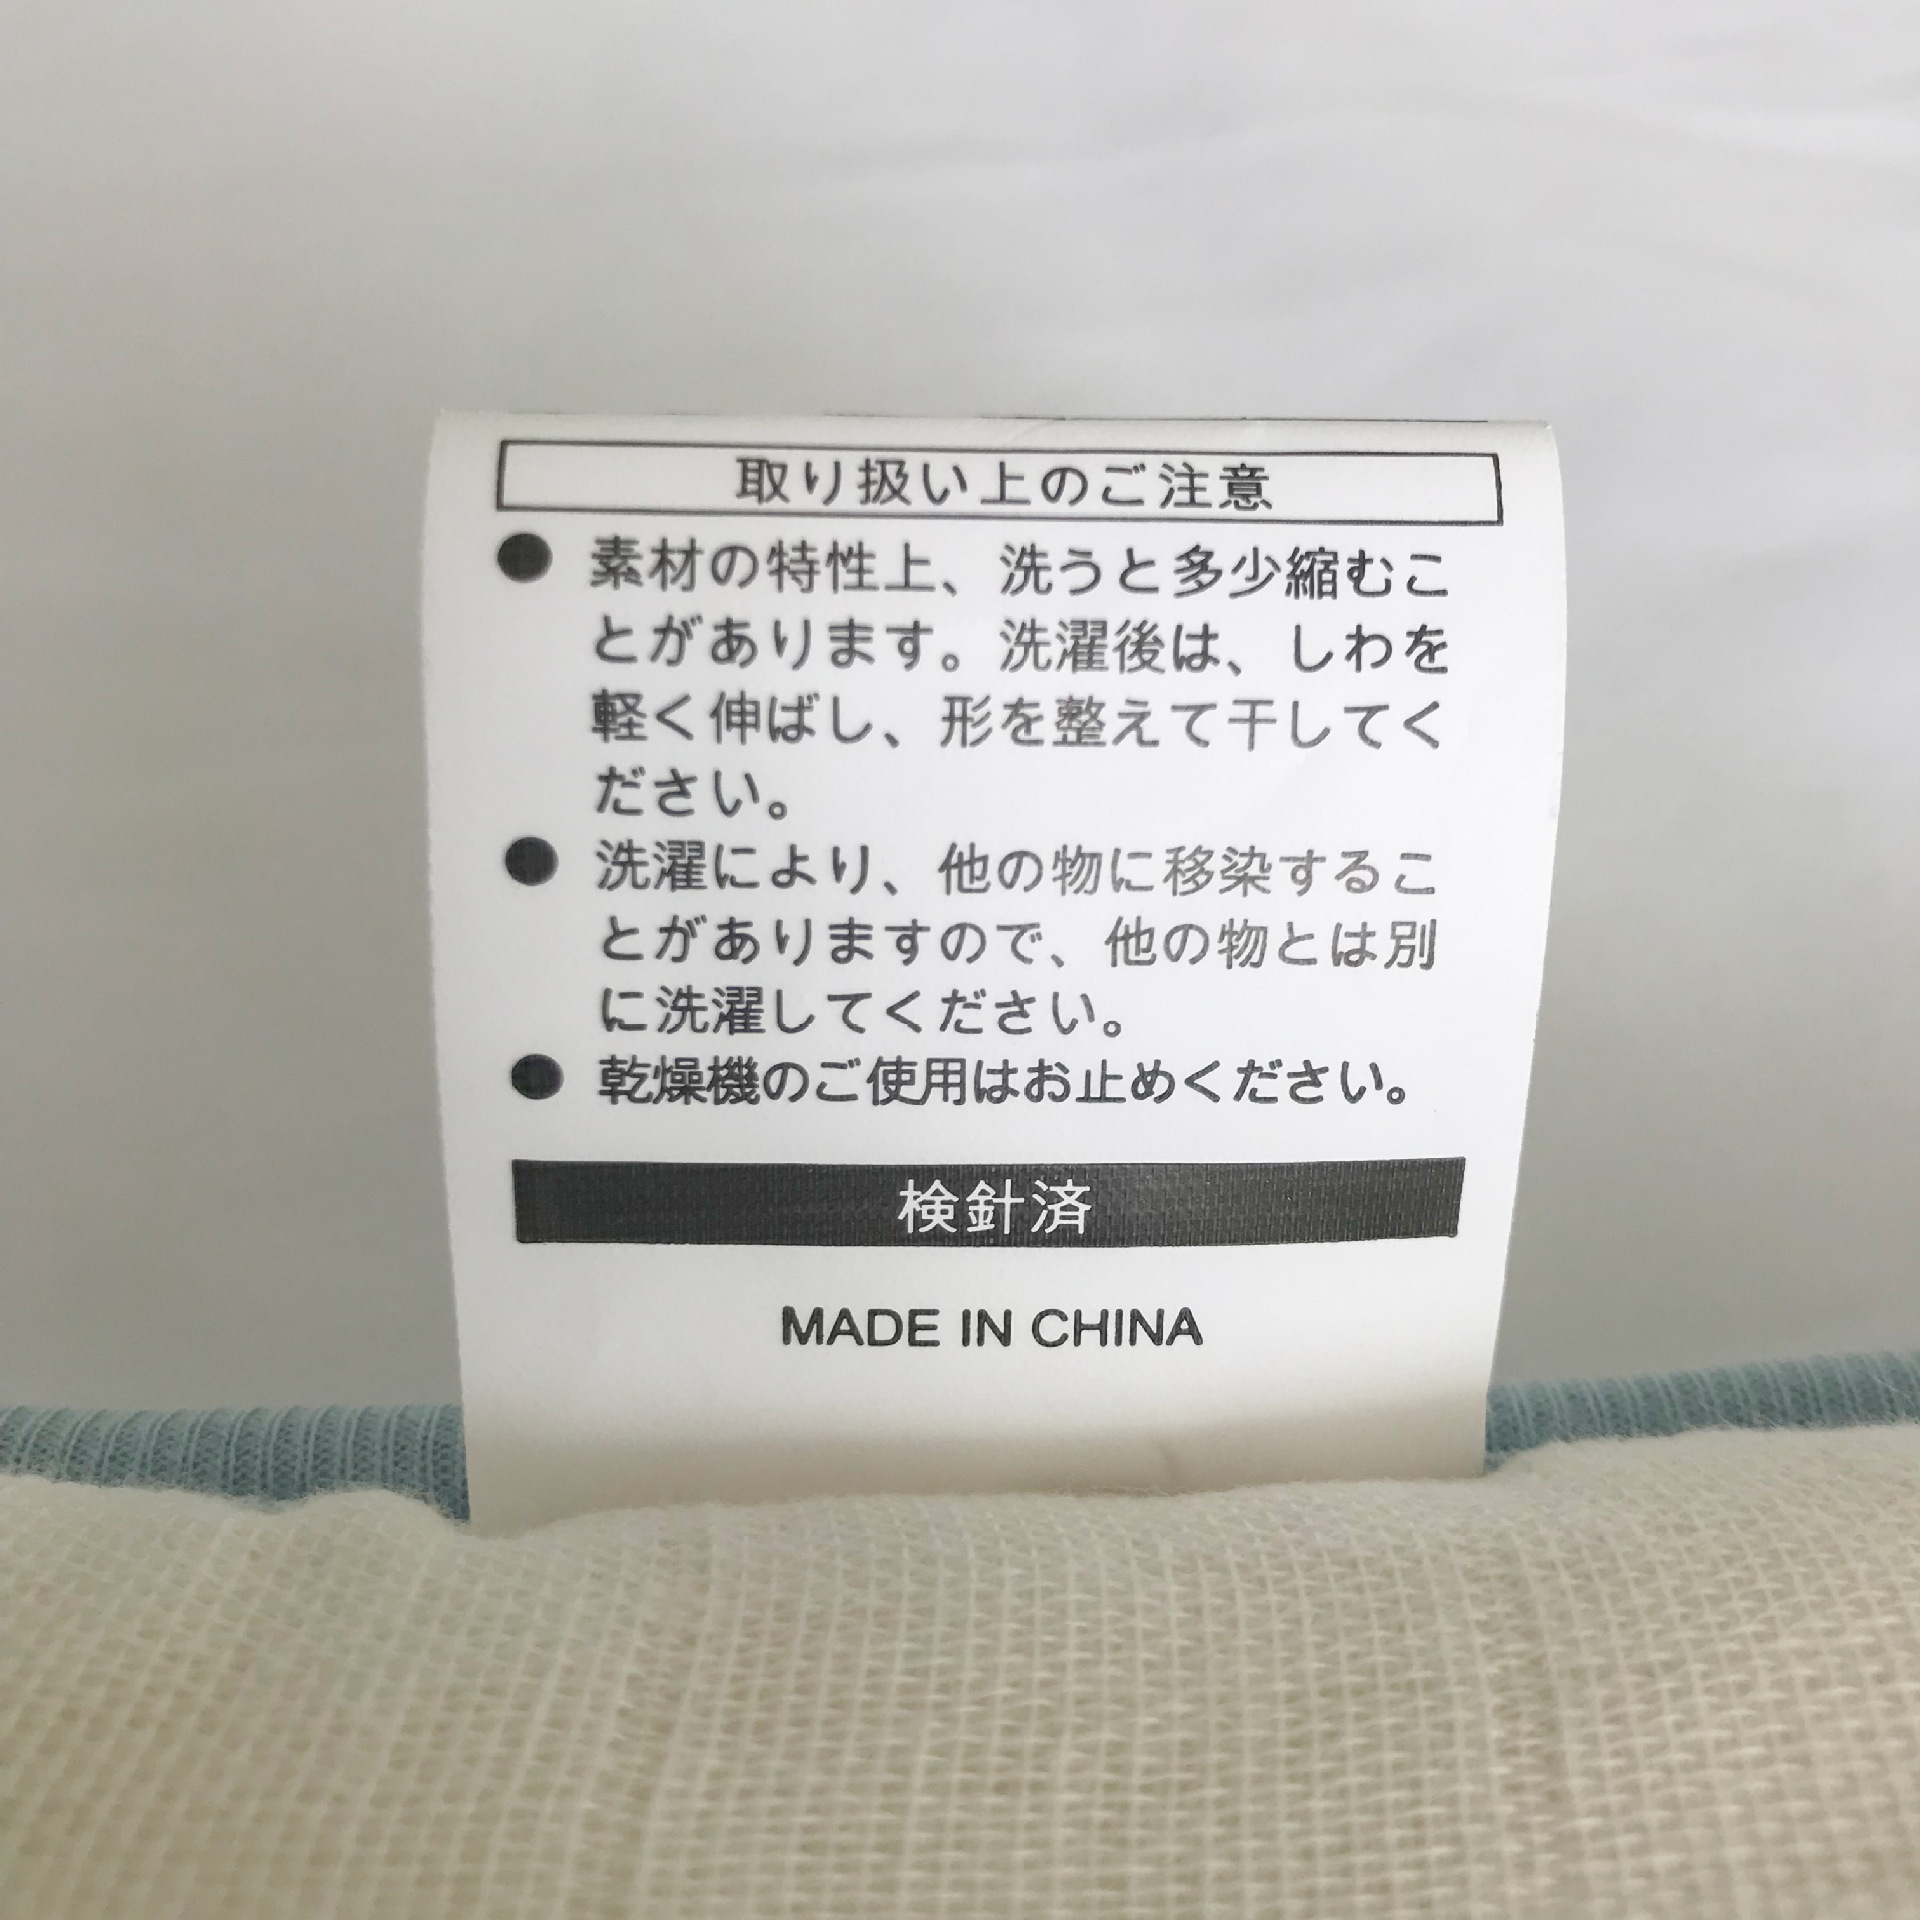 取り扱い上のご注意
● 素材の特性上、洗うと多少縮むこ
とがあります。洗濯後は、しわを
軽く伸ばし、形を整えて干してく
ださい。
● 洗濯により、他の物に移染するこ
とがありますので、他の物とは別
に洗濯してください。
● 乾燥機のご使用はお止めください。
検針済
MADE IN CHINA